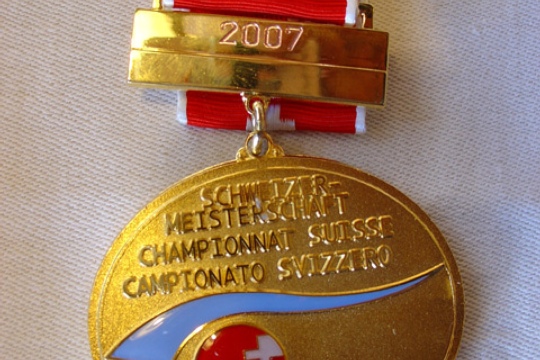 2007
SCHWEIZER-
MEISTERSCHAFT
CHAMPIONNAT SUISSE
CAMPIONATO SVIZZERO